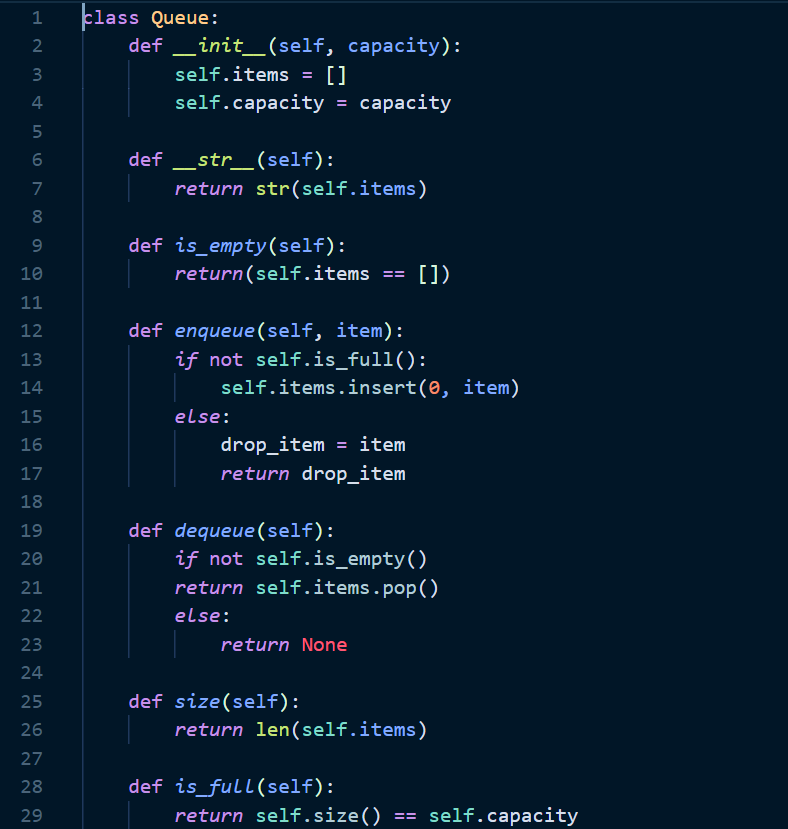 1 class Queue:
2     def __init__(self, capacity):
3         self.items = []
4         self.capacity = capacity
5
6     def __str__(self):
7         return str(self.items)
8
9     def is_empty(self):
10         return(self.items == [])
11
12     def enqueue(self, item):
13         if not self.is_full():
14             self.items.insert(0, item)
15         else:
16             drop_item = item
17             return drop_item
18
19     def dequeue(self):
20         if not self.is_empty()
21         return self.items.pop()
22         else:
23             return None
24
25     def size(self):
26         return len(self.items)
27
28     def is_full(self):
29         return self.size() == self.capacity